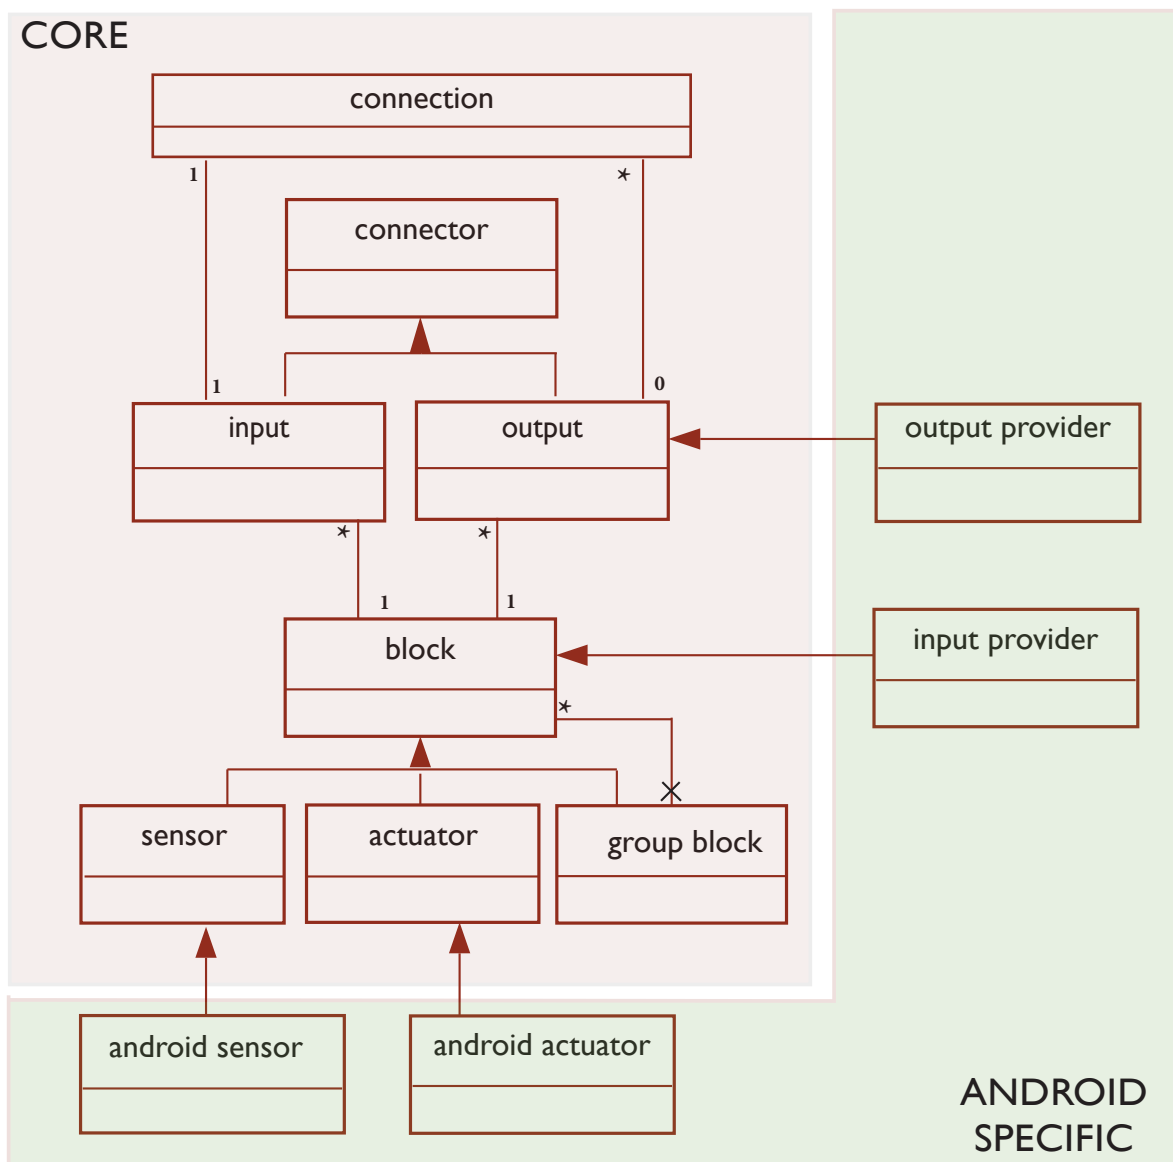 CORE
connection
1
*
connector
1
0
input
output
output provider
*
*
1
1
block
input provider
*
sensor
actuator
group block
android sensor
android actuator
ANDROID
SPECIFIC